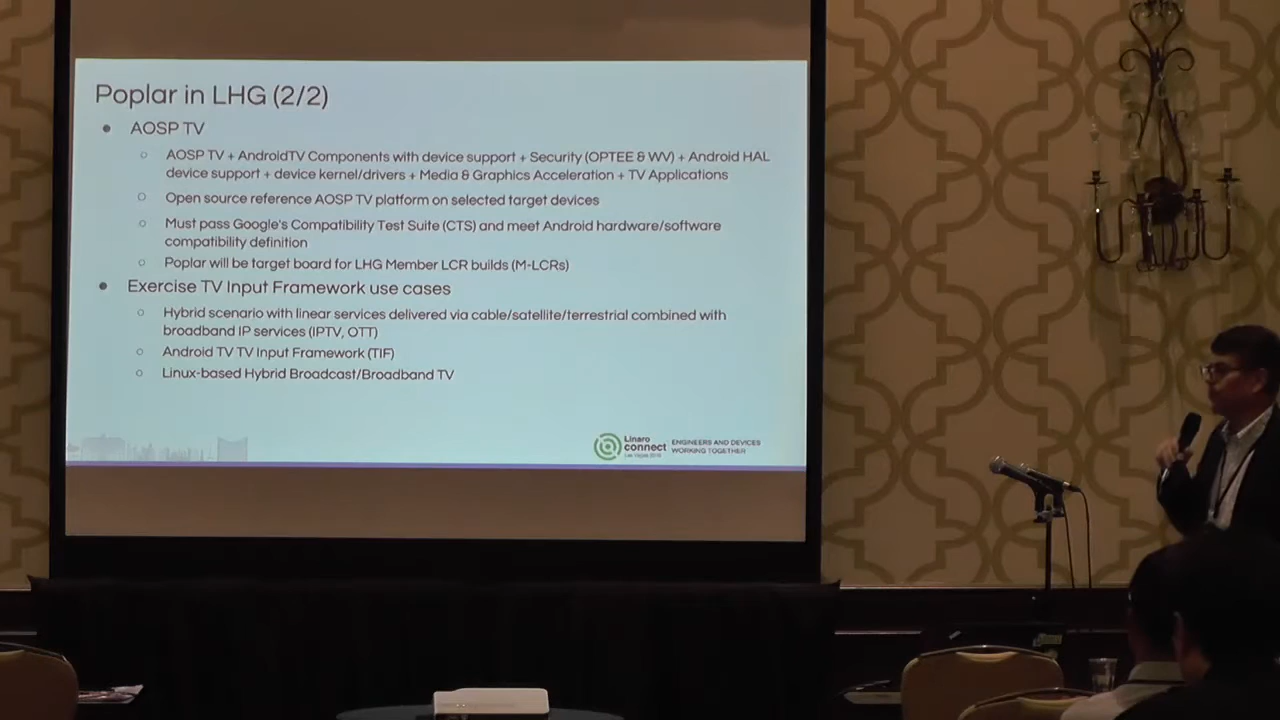 Poplar in LHG (2/2)
● AOSP TV
○ AOSP TV + AndroidTV Components with device support + Security (OPTEE & WV) + Android HAL
device support + device kernel/drivers + Media & Graphics Acceleration + TV Applications
○ Open source reference AOSP TV platform on selected target devices
○ Must pass Google's Compatibility Test Suite (CTS) and meet Android hardware/software
compatibility definition
○ Poplar will be target board for LHG Member LCR builds (M-LCRs)
● Exercise TV Input Framework use cases
○ Hybrid scenario with linear services delivered via cable/satellite/terrestrial combined with
broadband IP services (IPTV, OTT)
○ Android TV TV Input Framework (TIF)
○ Linux-based Hybrid Broadcast/Broadband TV
Linaro
connect
Las Vegas 2016
ENGINEERS AND DEVICES
WORKING TOGETHER